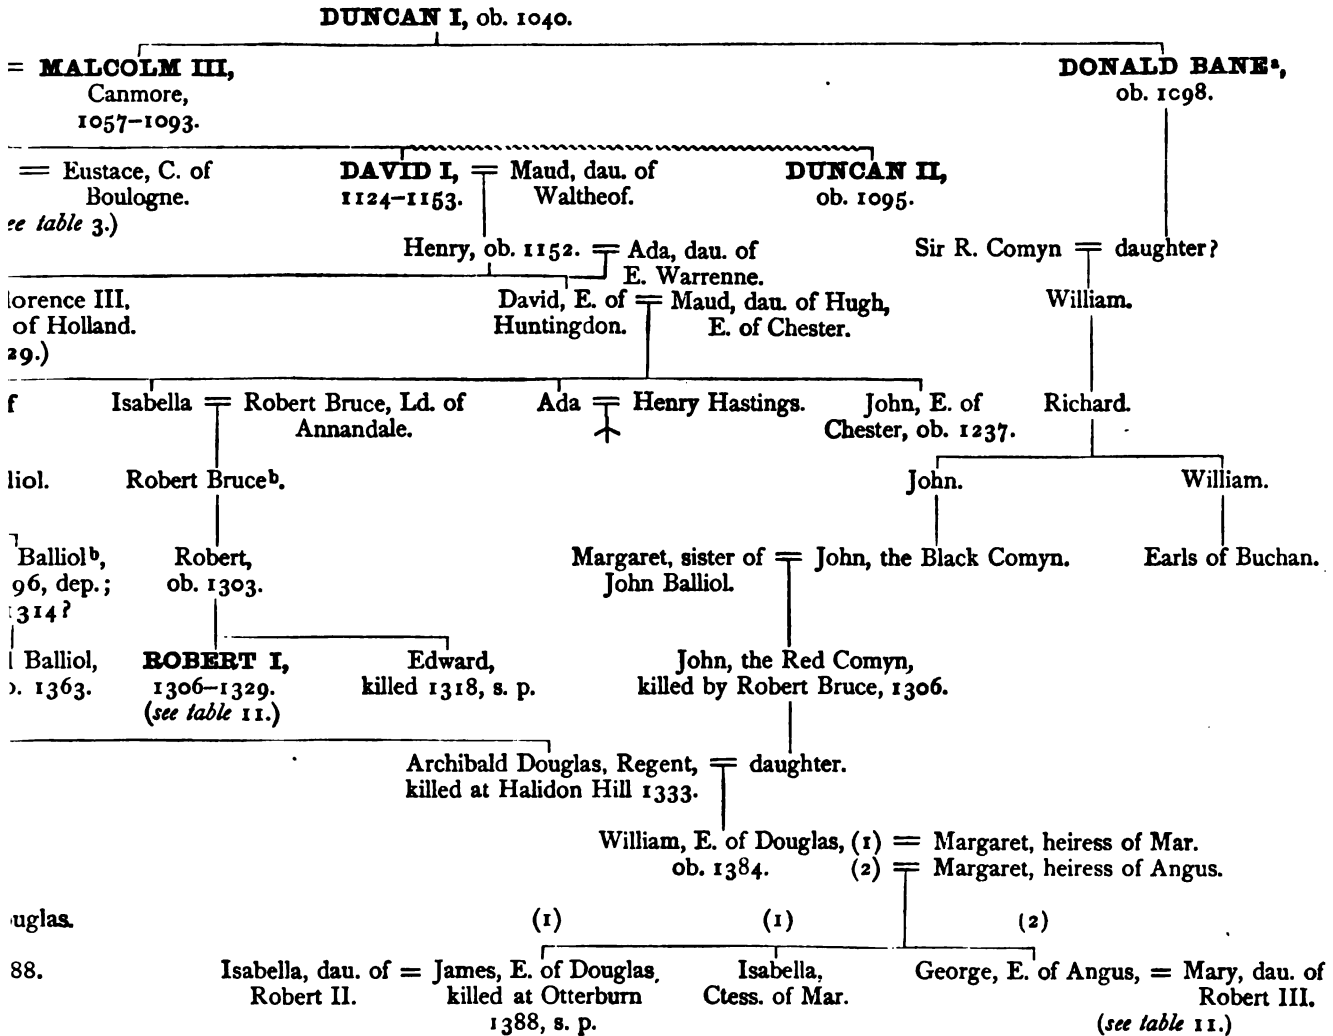 DUNCAN I, ob. 1040.
= MALCOLM III, DONALD BANEᵃ,
Canmore, ob. 1098.
1057–1093.
= Eustace, C. of DAVID I, = Maud, dau. of DUNCAN II,
Boulogne. 1124–1153. Waltheof. ob. 1095.
ee table 3.)
Henry, ob. 1152. = Ada, dau. of Sir R. Comyn = daughter?
E. Warrenne.
lorence III. David, E. of = Maud, dau. of Hugh, William.
of Holland. Huntingdon. E. of Chester.
29.)
f Isabella = Robert Bruce, Ld. of Ada = Henry Hastings. John, E. of Richard.
Annandale. Chester, ob. 1237.
liol. Robert Bruceᵇ. John. William.
Balliolᵇ, Robert, Margaret, sister of = John, the Black Comyn. Earls of Buchan.
96, dep.; ob. 1303. John Balliol.
1314?
l Balliol, ROBERT I, Edward, John, the Red Comyn,
o. 1363. 1306–1329. killed 1318, s. p. killed by Robert Bruce, 1306.
(see table 11.)
Archibald Douglas, Regent, = daughter.
killed at Halidon Hill 1333.
William, E. of Douglas, (1) = Margaret, heiress of Mar.
ob. 1384. (2) = Margaret, heiress of Angus.
uglas. (1) (1) (2)
88. Isabella, dau. of = James, E. of Douglas, Isabella, George, E. of Angus, = Mary, dau. of
Robert II. killed at Otterburn Ctess. of Mar. Robert III.
1388, s. p. (see table 11.)